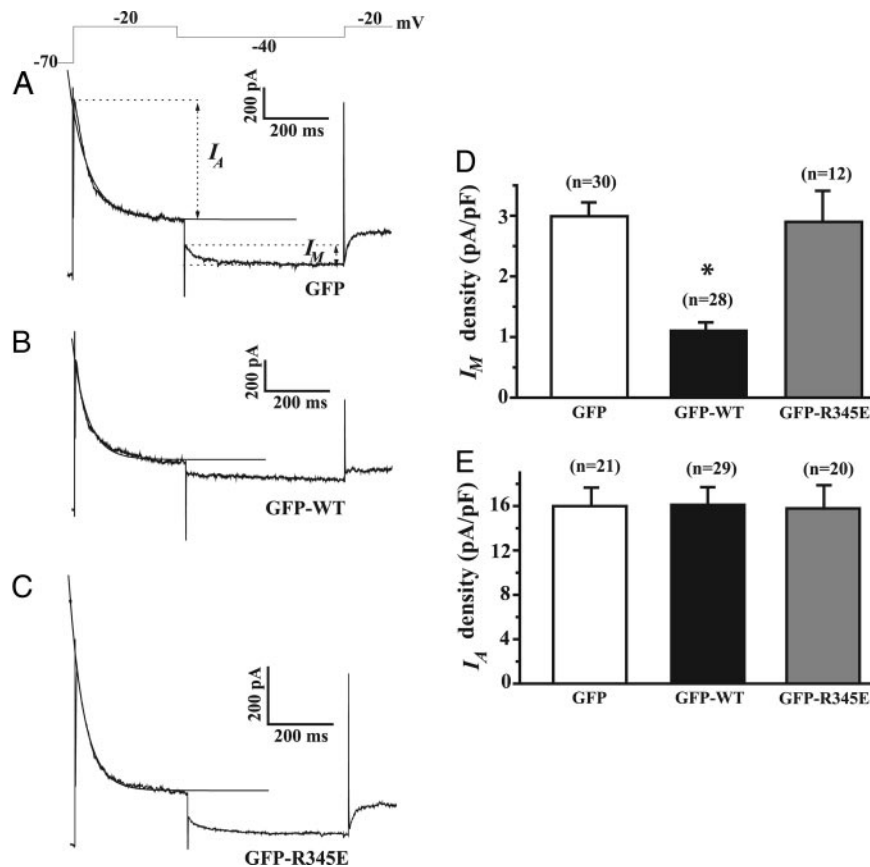 -20
-20
mV
-40
-70
A
200 pA
200 ms
I_A
I_M
GFP
B
200 pA
200 ms
GFP-WT
C
200 pA
200 ms
GFP-R345E
D
I_M density (pA/pF)
3
2
1
0
(n=30)
*
(n=28)
(n=12)
GFP
GFP-WT
GFP-R345E
E
I_A density (pA/pF)
16
12
8
4
0
(n=21)
(n=29)
(n=20)
GFP
GFP-WT
GFP-R345E